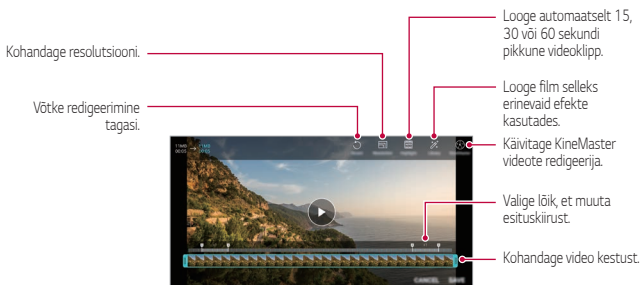 Looge automaatselt 15,
30 või 60 sekundi
pikkune videoklipp.
Kohandage resolutsiooni.
Looge film selleks
erinevaid efekte
kasutades.
Võtke redigeerimine
tagasi.
Käivitage KineMaster
videote redigeerija.
Valige lõik, et muuta
esituskiirust.
Kohandage video kestust.
CANCEL SAVE